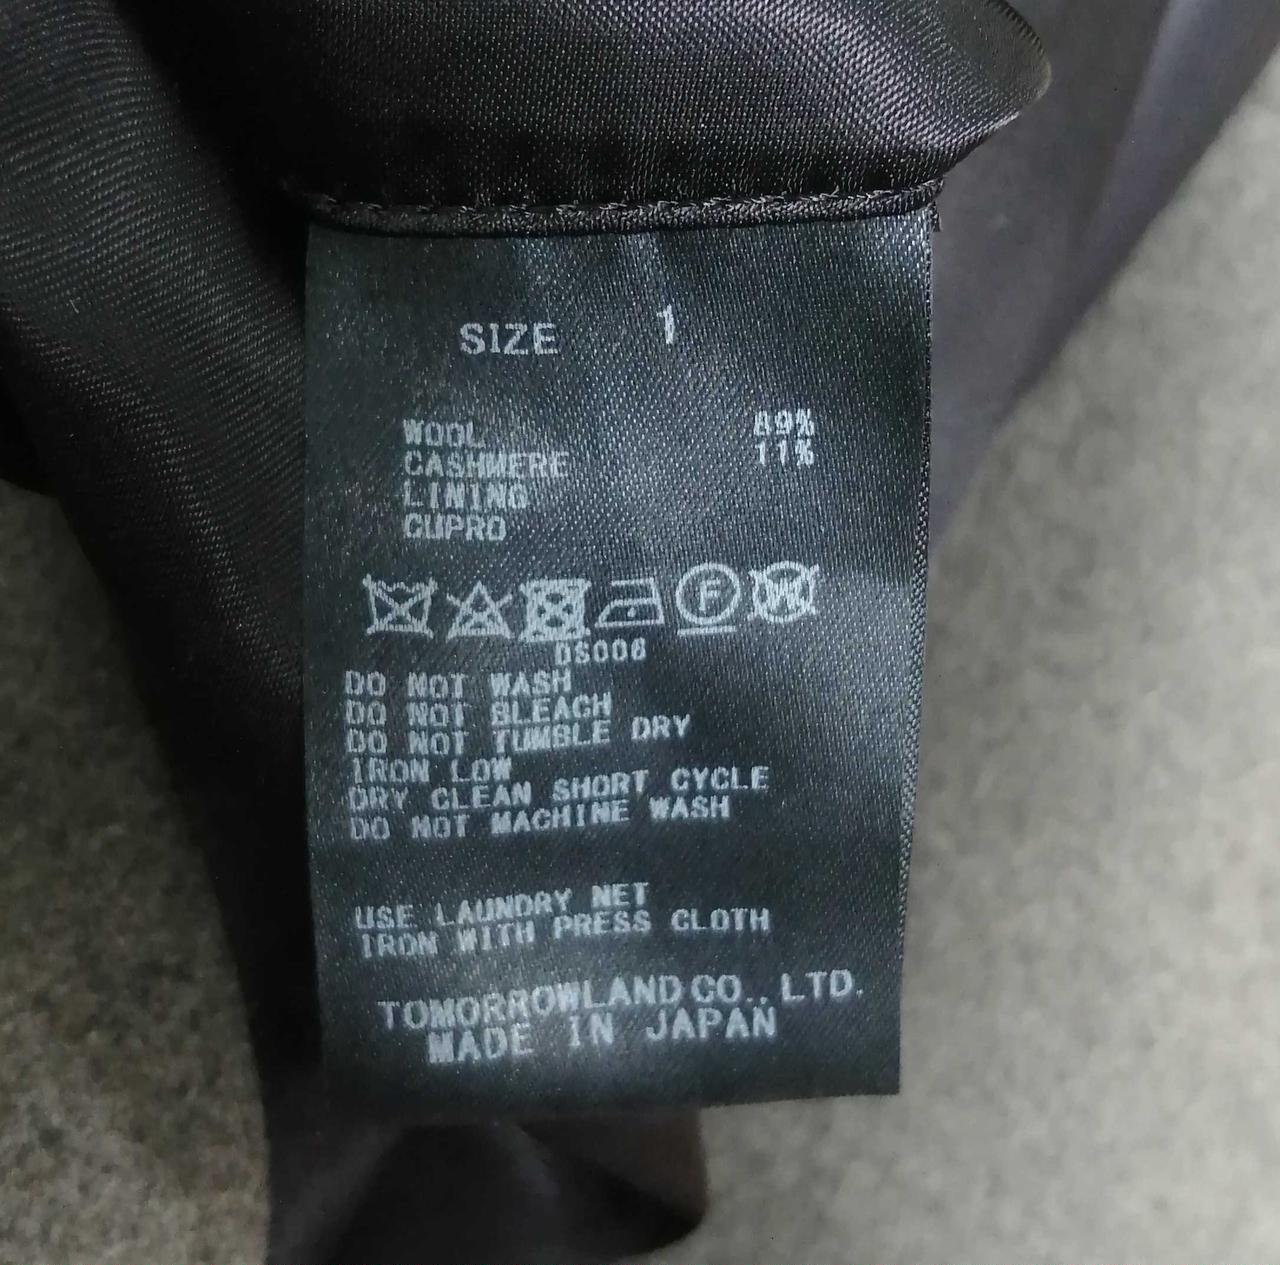 SIZE 1
WOOL 89%
CASHMERE 11%
LINING
CUPRO
F W
DS006
DO NOT WASH
DO NOT BLEACH
DO NOT TUMBLE DRY
IRON LOW
DRY CLEAN SHORT CYCLE
DO NOT MACHINE WASH
USE LAUNDRY NET
IRON WITH PRESS CLOTH
TOMORROWLAND CO., LTD.
MADE IN JAPAN